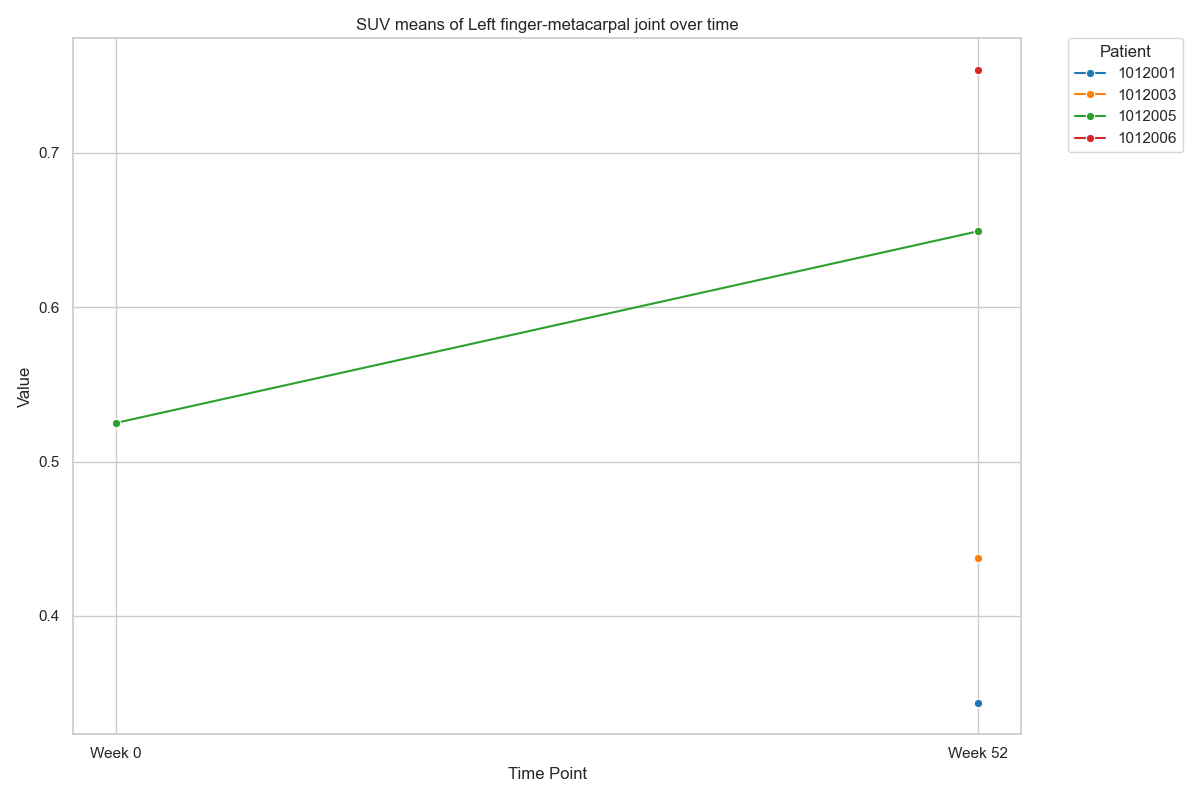 SUV means of Left finger-metacarpal joint over time
Patient
1012001
1012003
1012005
1012006
0.7
0.6
0.5
0.4
Value
Week 0
Week 52
Time Point